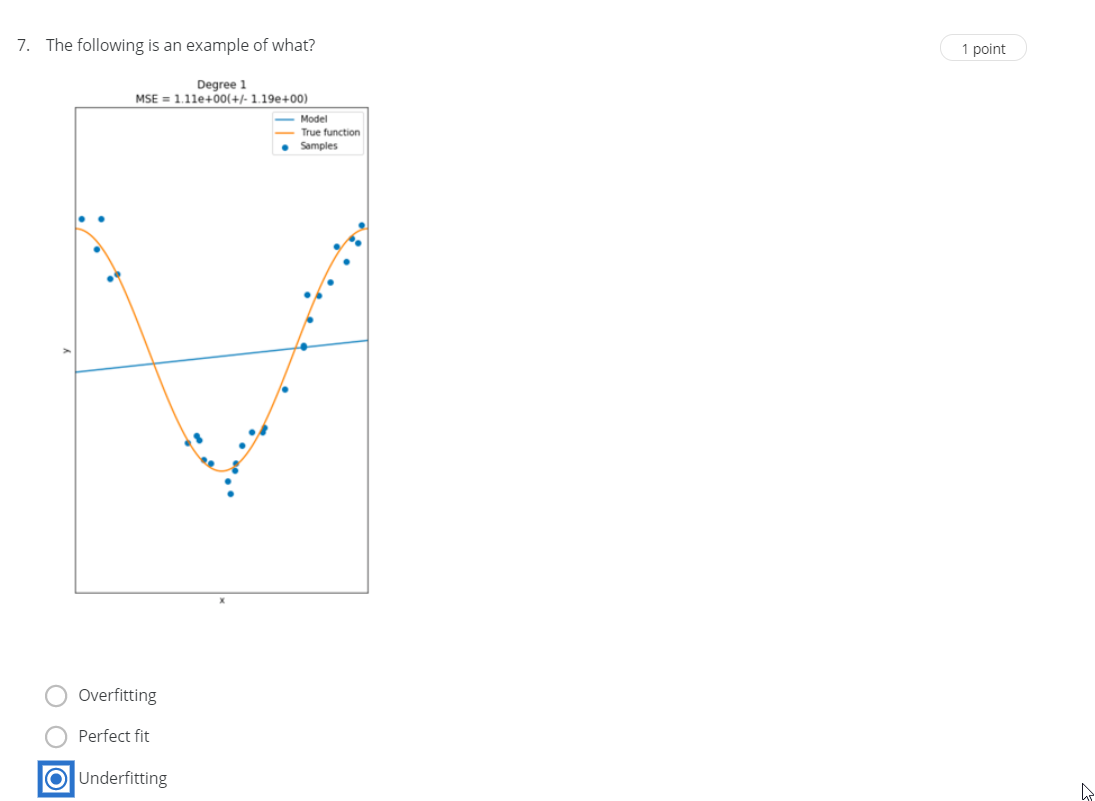 7. The following is an example of what?
1 point
Degree 1
MSE = 1.11e+00(+/- 1.19e+00)
Model
True function
Samples
y
x
Overfitting
Perfect fit
Underfitting